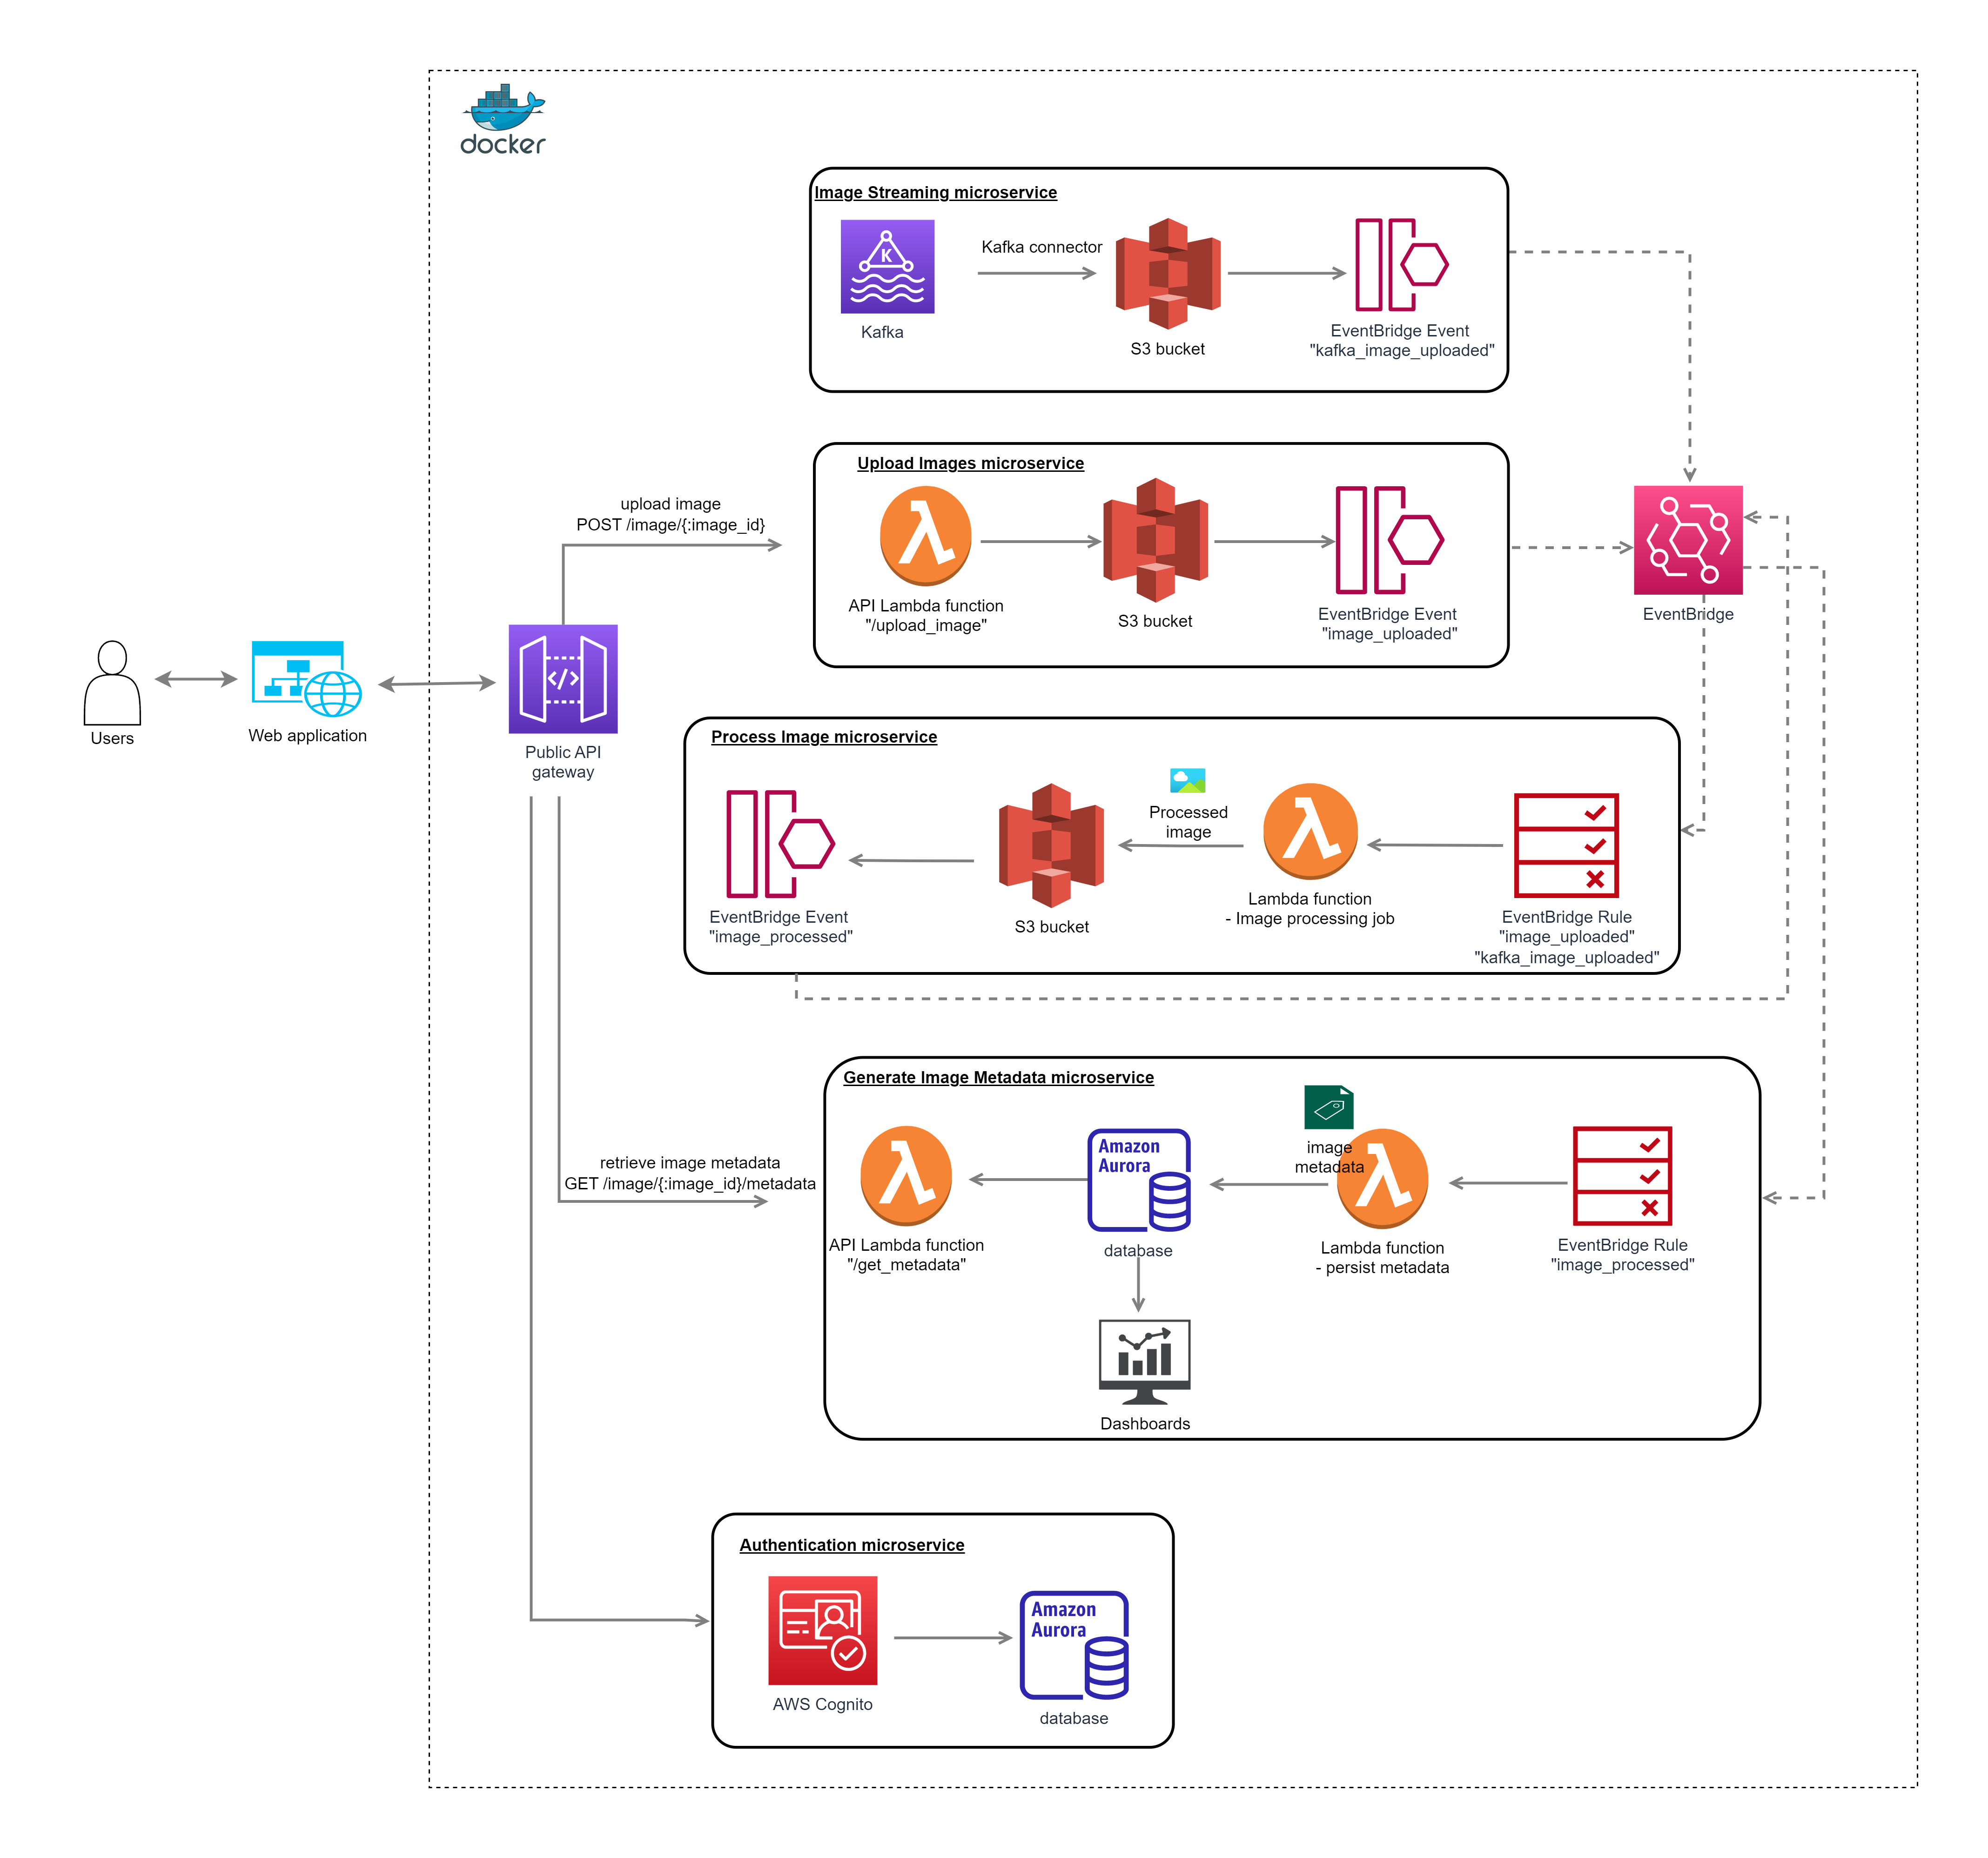 docker
Image Streaming microservice
K
Kafka connector
Kafka
S3 bucket
EventBridge Event
"kafka_image_uploaded"
Upload Images microservice
upload image
POST /image/{:image_id}
API Lambda function
"/upload_image"
S3 bucket
EventBridge Event
"image_uploaded"
EventBridge
Users
Web application
Public API
gateway
Process Image microservice
Processed
image
EventBridge Event
"image_processed"
S3 bucket
Lambda function
- Image processing job
EventBridge Rule
"image_uploaded"
"kafka_image_uploaded"
Generate Image Metadata microservice
retrieve image metadata
GET /image/{:image_id}/metadata
Amazon
Aurora
image
metadata
API Lambda function
"/get_metadata"
database
Lambda function
- persist metadata
EventBridge Rule
"image_processed"
Dashboards
Authentication microservice
AWS Cognito
Amazon
Aurora
database